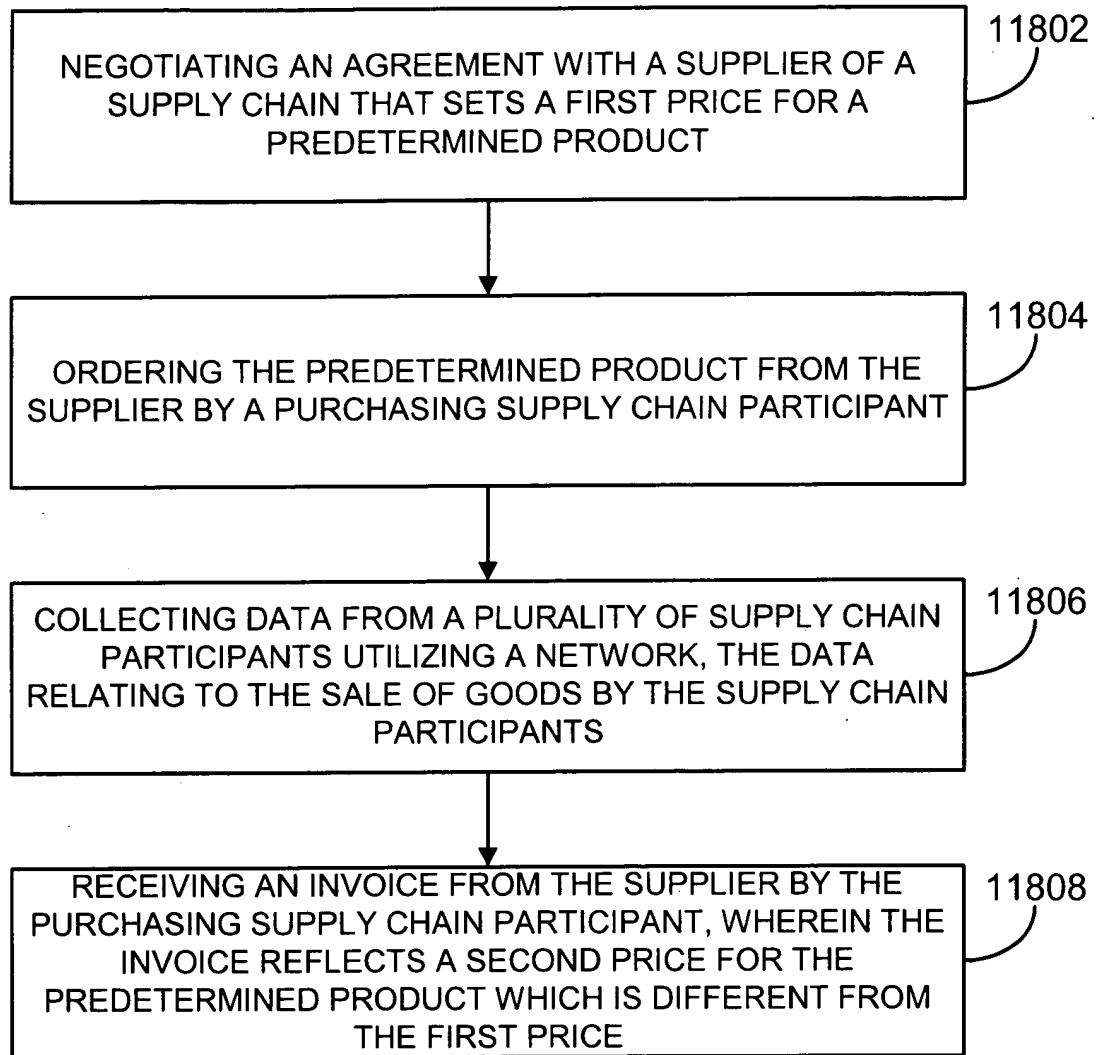 11802
NEGOTIATING AN AGREEMENT WITH A SUPPLIER OF A
SUPPLY CHAIN THAT SETS A FIRST PRICE FOR A
PREDETERMINED PRODUCT
11804
ORDERING THE PREDETERMINED PRODUCT FROM THE
SUPPLIER BY A PURCHASING SUPPLY CHAIN PARTICIPANT
11806
COLLECTING DATA FROM A PLURALITY OF SUPPLY CHAIN
PARTICIPANTS UTILIZING A NETWORK, THE DATA
RELATING TO THE SALE OF GOODS BY THE SUPPLY CHAIN
PARTICIPANTS
11808
RECEIVING AN INVOICE FROM THE SUPPLIER BY THE
PURCHASING SUPPLY CHAIN PARTICIPANT, WHEREIN THE
INVOICE REFLECTS A SECOND PRICE FOR THE
PREDETERMINED PRODUCT WHICH IS DIFFERENT FROM
THE FIRST PRICE